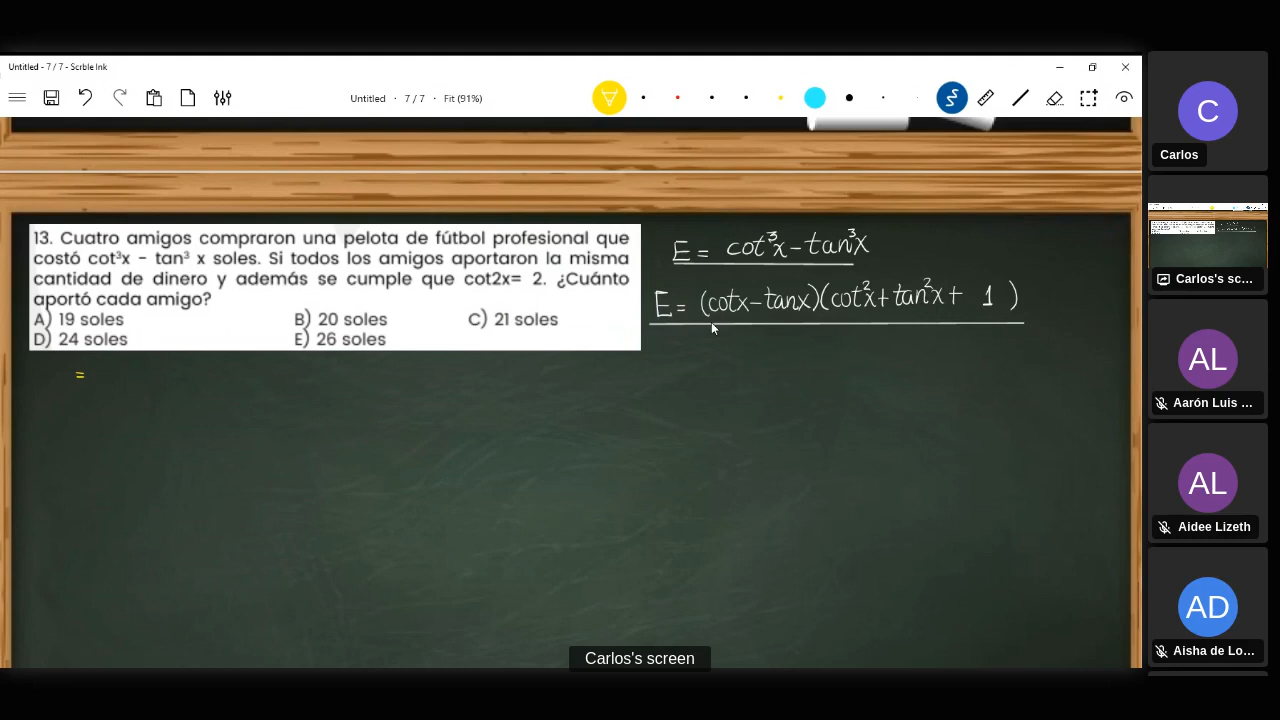 Untitled - 7 / 7 - Scrble Ink
Untitled · 7 / 7 · Fit (91%)
13. Cuatro amigos compraron una pelota de fútbol profesional que
costó cot³x - tan³ x soles. Si todos los amigos aportaron la misma
cantidad de dinero y además se cumple que cot2x= 2. ¿Cuánto
aportó cada amigo?
A) 19 soles B) 20 soles C) 21 soles
D) 24 soles E) 26 soles
=
E = cot³x - tan³x
E = (cotx - tanx)(cot²x + tan²x + 1 )
C
Carlos
Carlos's sc...
AL
Aarón Luis ...
AL
Aidee Lizeth
AD
Aisha de Lo...
Carlos's screen